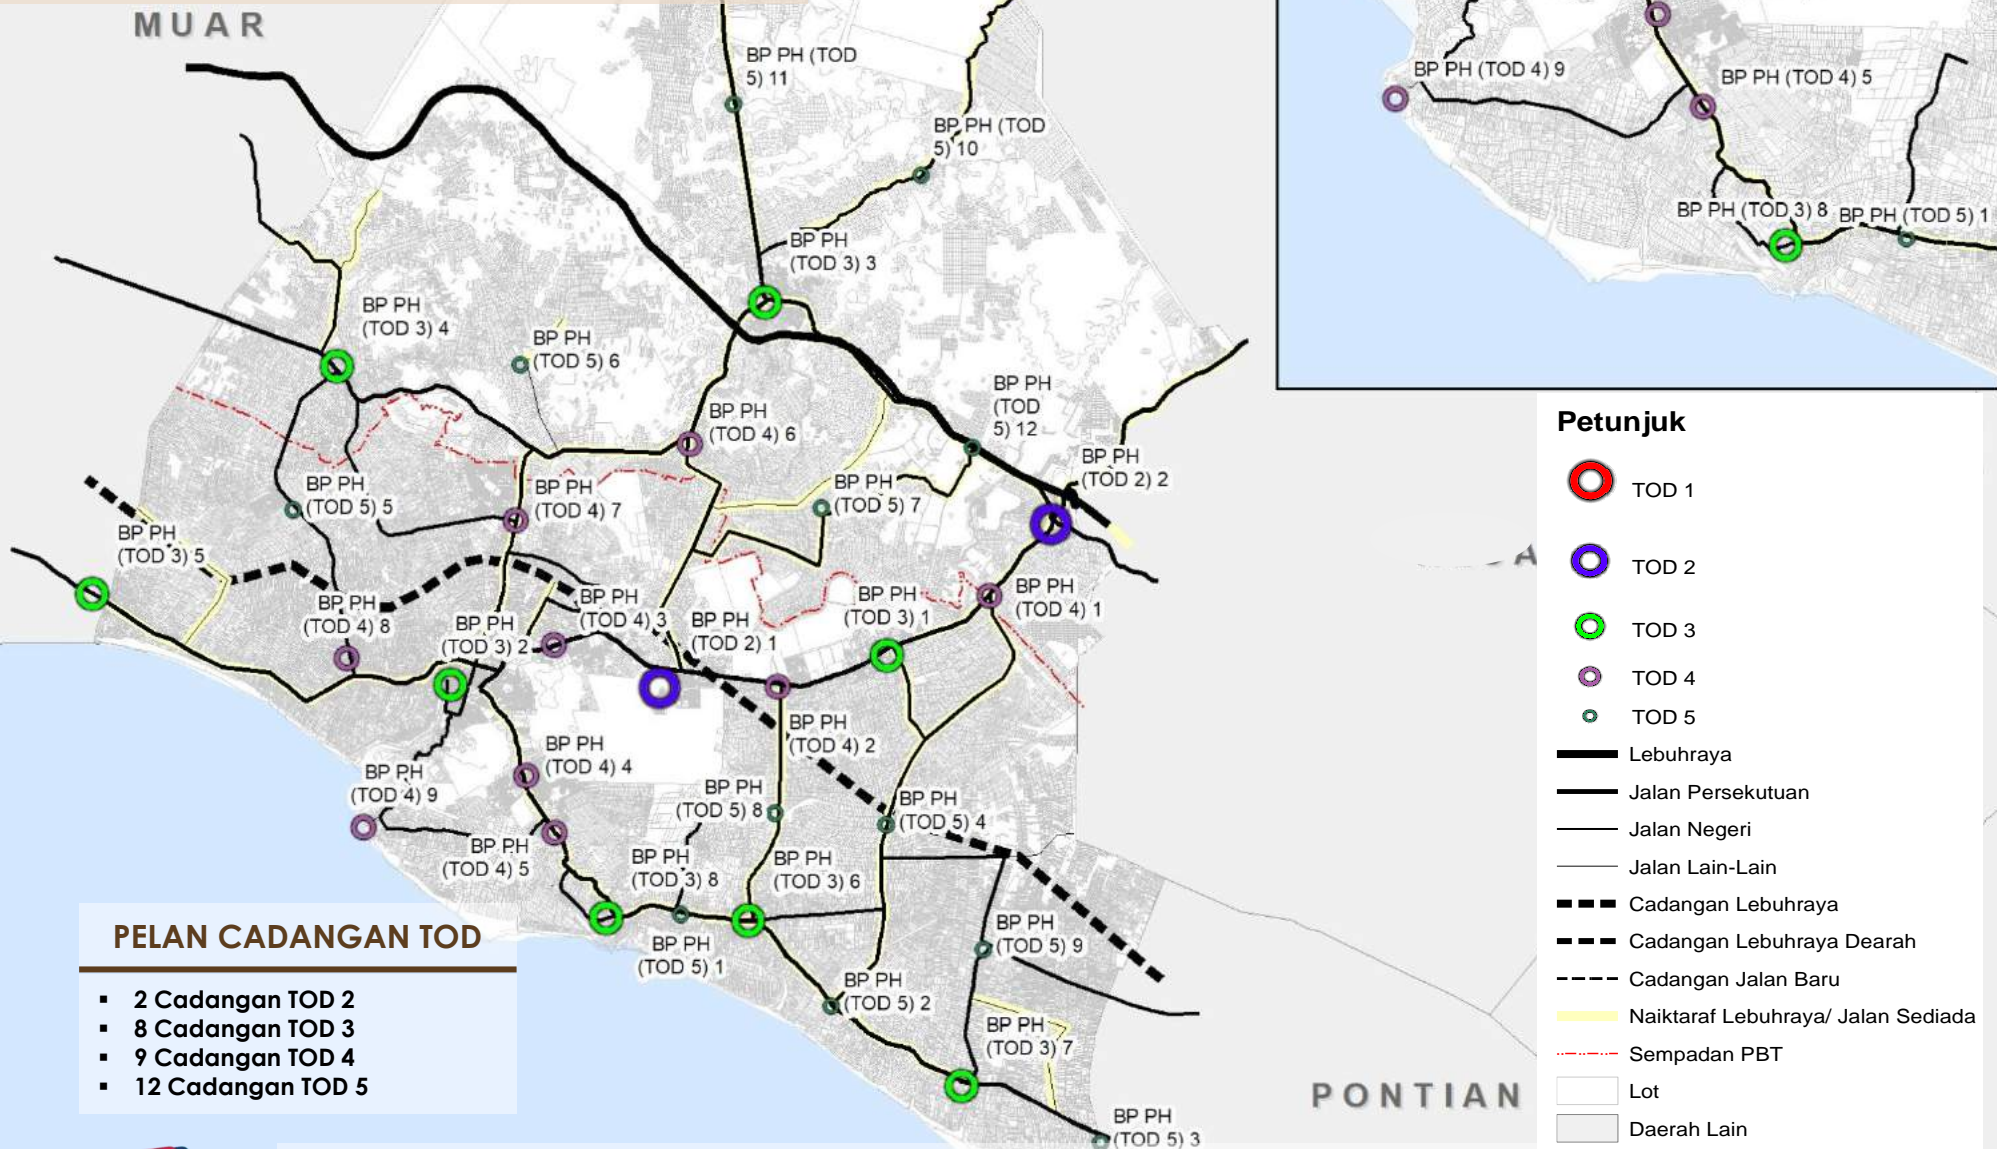 MUAR
BP PH (TOD
5) 11
BP PH (TOD
5) 10
BP PH
(TOD 3) 3
BP PH
(TOD 3) 4
BP PH
(TOD 5) 6
BP PH
(TOD 4) 6
BP PH
(TOD
5) 12
BP PH
(TOD 2) 2
BP PH
(TOD 5) 5
BP PH
(TOD 4) 7
BP PH
(TOD 5) 7
BP PH
(TOD 3) 5
BP PH
(TOD 4) 8
BP PH
(TOD 3) 2
BP PH
(TOD 4) 3
BP PH
(TOD 2) 1
BP PH
(TOD 3) 1
BP PH
(TOD 4) 1
BP PH
(TOD 4) 2
BP PH
(TOD 4) 4
BP PH
(TOD 4) 9
BP PH
(TOD 5) 8
BP PH
(TOD 5) 4
BP PH
(TOD 4) 5
BP PH
(TOD 3) 8
BP PH
(TOD 3) 6
BP PH
(TOD 5) 1
BP PH
(TOD 5) 9
BP PH
(TOD 5) 2
BP PH
(TOD 3) 7
BP PH
(TOD 5) 3
PONTIAN
BP PH (TOD 4) 9
BP PH (TOD 4) 5
BP PH (TOD 3) 8
BP PH (TOD 5) 1
Petunjuk
TOD 1
TOD 2
TOD 3
TOD 4
TOD 5
Lebuhraya
Jalan Persekutuan
Jalan Negeri
Jalan Lain-Lain
Cadangan Lebuhraya
Cadangan Lebuhraya Dearah
Cadangan Jalan Baru
Naiktaraf Lebuhraya/ Jalan Sediada
Sempadan PBT
Lot
Daerah Lain
PELAN CADANGAN TOD
▪ 2 Cadangan TOD 2
▪ 8 Cadangan TOD 3
▪ 9 Cadangan TOD 4
▪ 12 Cadangan TOD 5